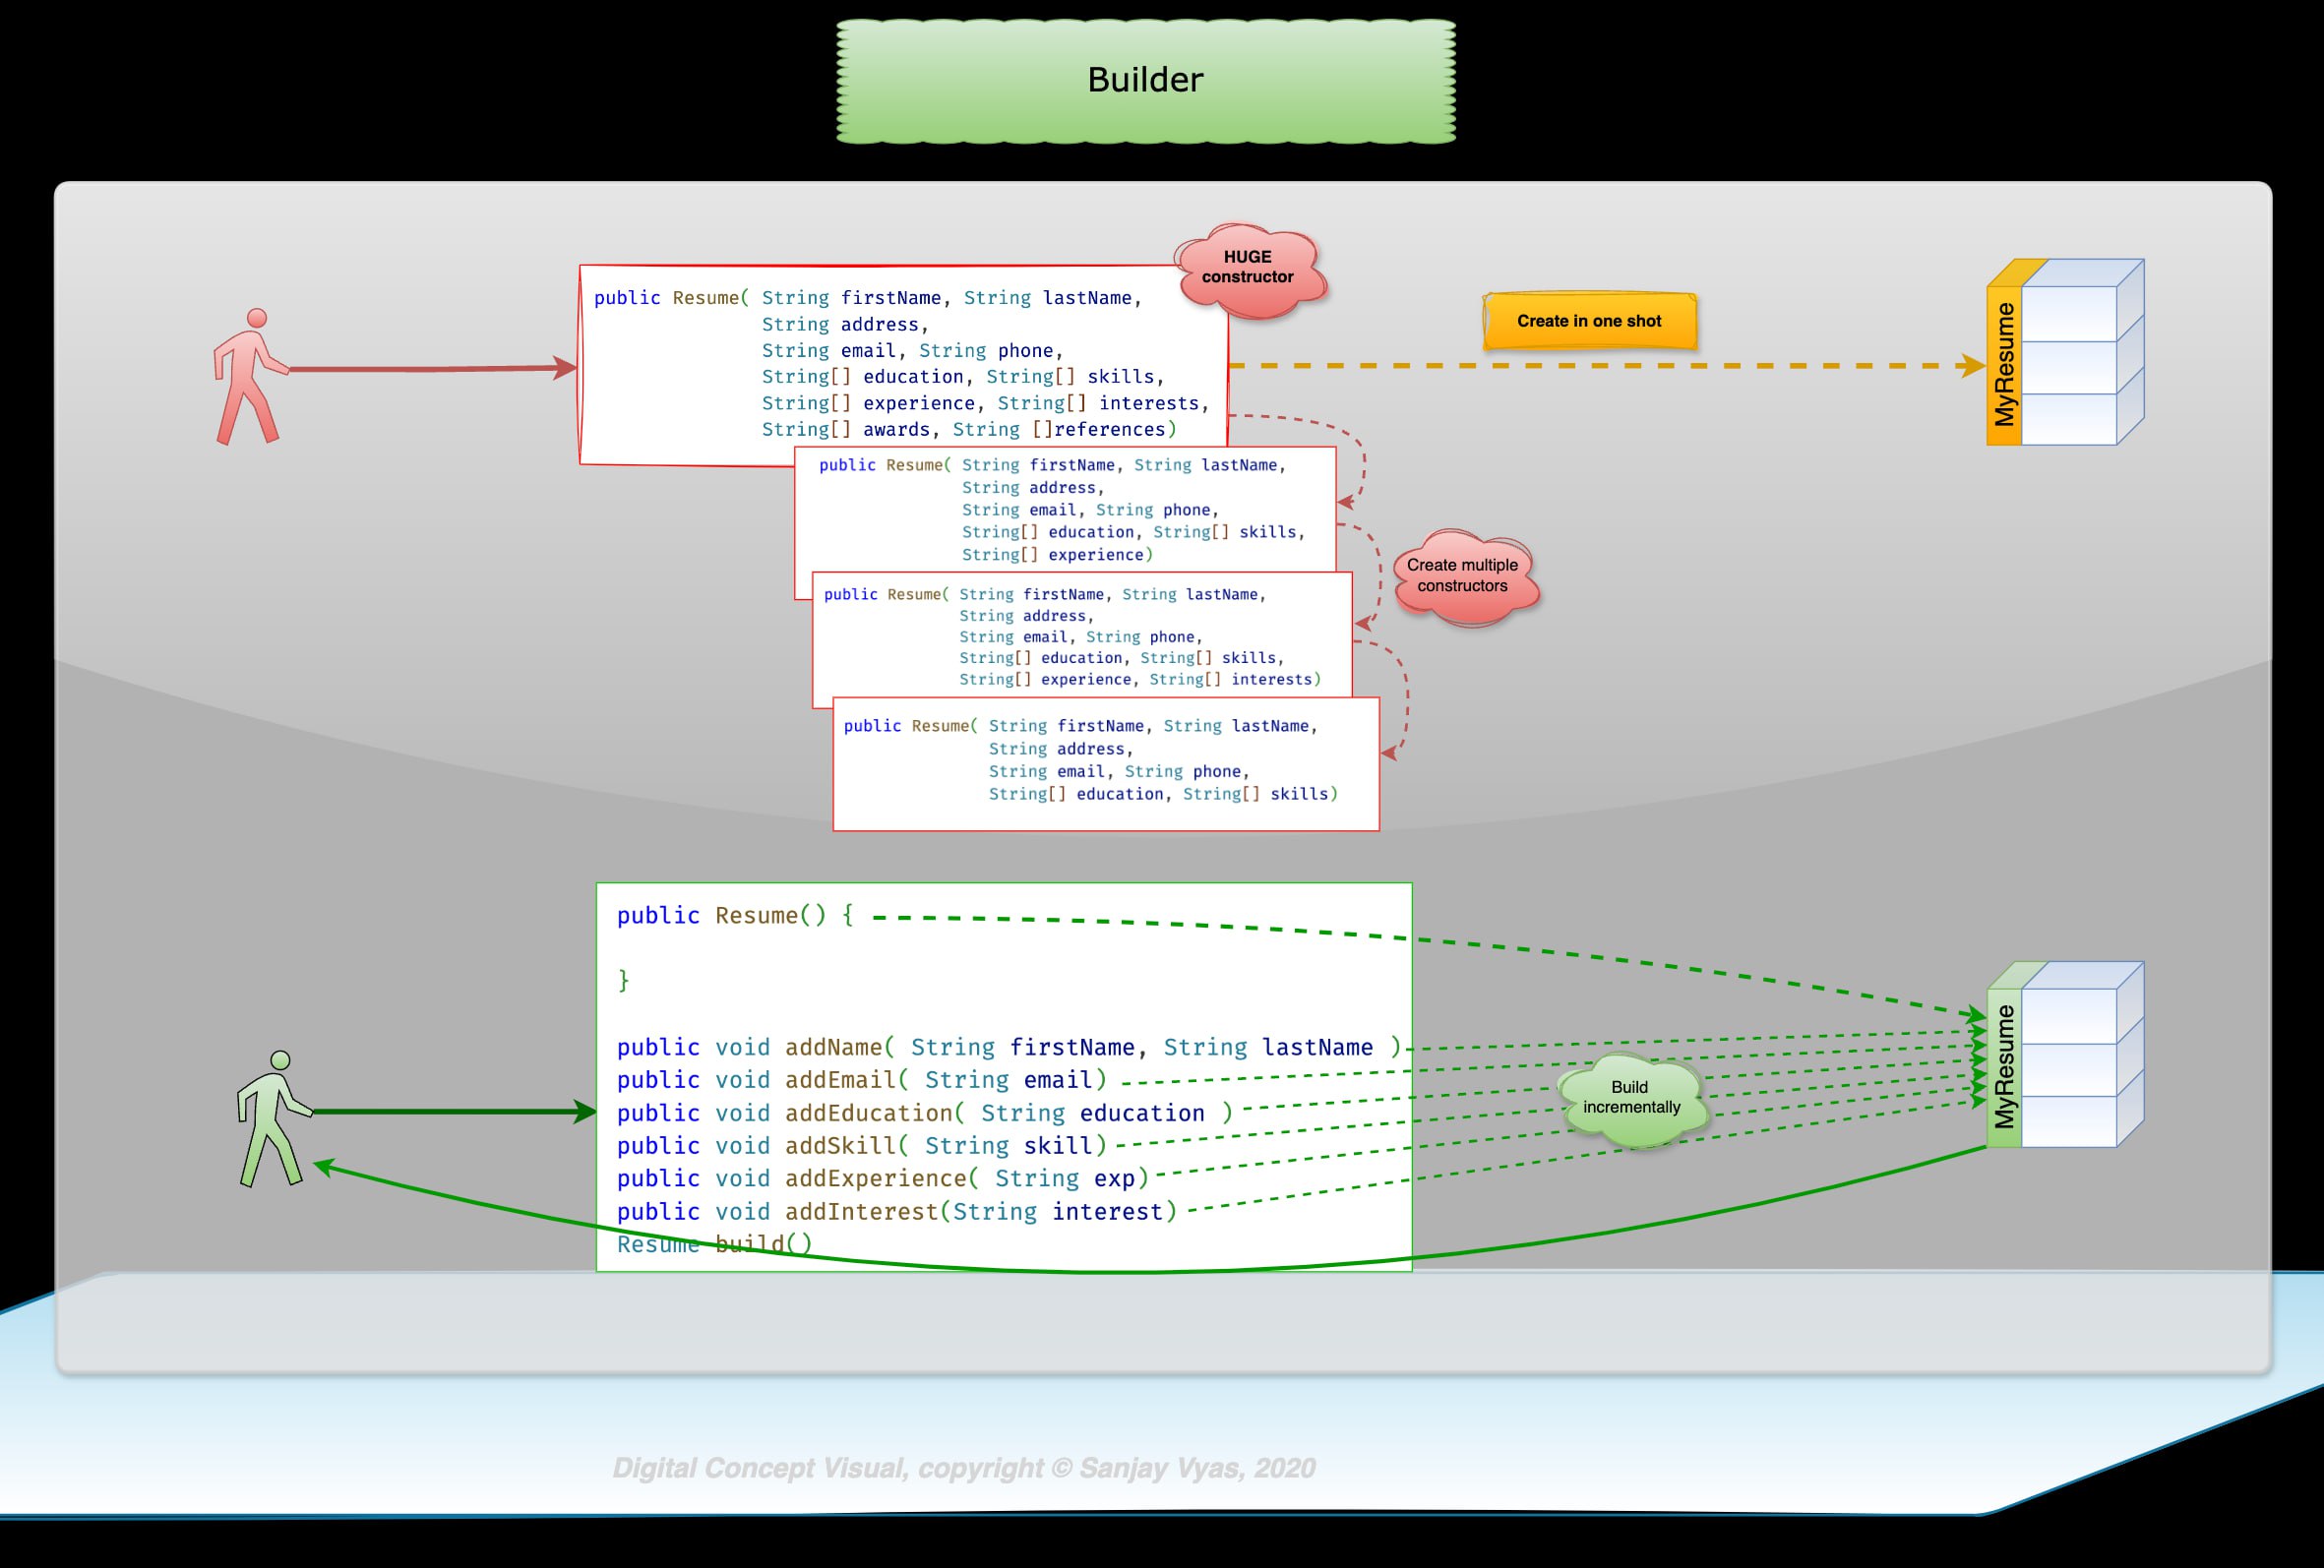 Builder
HUGE
constructor
public Resume( String firstName, String lastName,
String address,
String email, String phone,
String[] education, String[] skills,
String[] experience, String[] interests,
String[] awards, String []references)
Create in one shot
MyResume
public Resume( String firstName, String lastName,
String address,
String email, String phone,
String[] education, String[] skills,
String[] experience)
Create multiple
constructors
public Resume( String firstName, String lastName,
String address,
String email, String phone,
String[] education, String[] skills,
String[] experience, String[] interests)
public Resume( String firstName, String lastName,
String address,
String email, String phone,
String[] education, String[] skills)
public Resume() {
}
public void addName( String firstName, String lastName )
public void addEmail( String email)
public void addEducation( String education )
public void addSkill( String skill)
public void addExperience( String exp)
public void addInterest(String interest)
Resume build()
Build
incrementally
MyResume
Digital Concept Visual, copyright © Sanjay Vyas, 2020